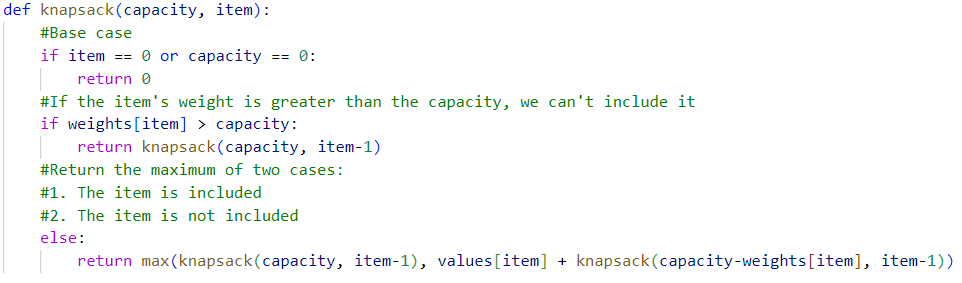 def knapsack(capacity, item):
    #Base case
    if item == 0 or capacity == 0:
        return 0
    #If the item's weight is greater than the capacity, we can't include it
    if weights[item] > capacity:
        return knapsack(capacity, item-1)
    #Return the maximum of two cases:
    #1. The item is included
    #2. The item is not included
    else:
        return max(knapsack(capacity, item-1), values[item] + knapsack(capacity-weights[item], item-1))